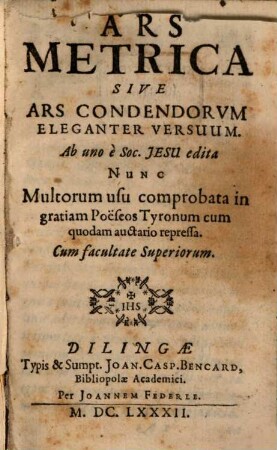 ARS
METRICA
SIVE
ARS CONDENDORVM
ELEGANTER VERSUUM.
Ab uno è Soc. JESU edita
NUNC
Multorum usu comprobata in
gratiam Poëseos Tyronum cum
quodam auctario repressa.
Cum facultate Superiorum.
IHS
DILINGÆ
Typis & Sumpt. JOAN. CASP. BENCARD,
Bibliopolæ Academici.
Per JOANNEM FEDERLE.
M. DC. LXXXII.